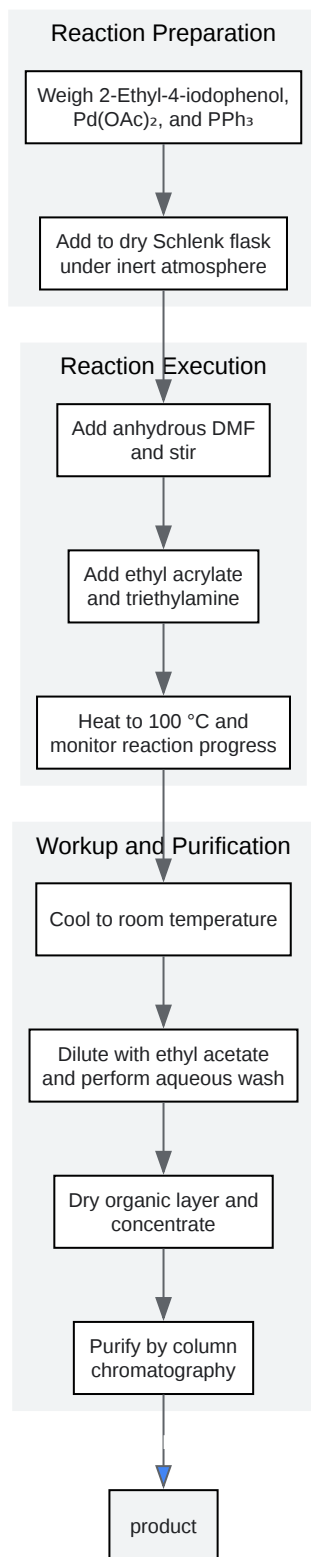 Reaction Preparation
Weigh 2-Ethyl-4-iodophenol,
Pd(OAc)₂, and PPh₃
Add to dry Schlenk flask
under inert atmosphere
Reaction Execution
Add anhydrous DMF
and stir
Add ethyl acrylate
and triethylamine
Heat to 100 °C and
monitor reaction progress
Workup and Purification
Cool to room temperature
Dilute with ethyl acetate
and perform aqueous wash
Dry organic layer and
concentrate
Purify by column
chromatography
product